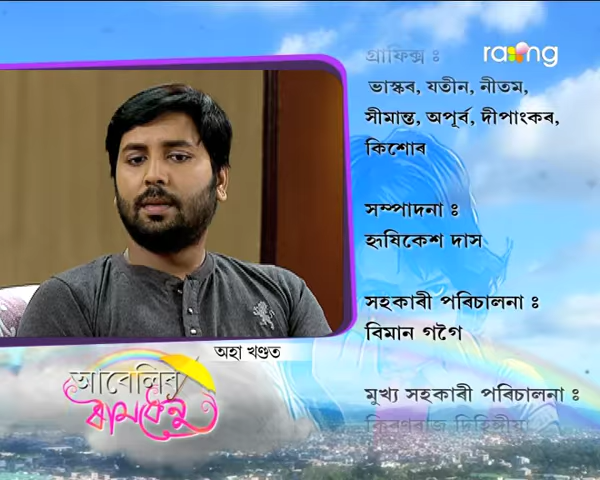 গ্ৰাফিক্স ঃ
rang
ভাস্কৰ, যতীন, নীতম,
সীমান্ত, অপূৰ্ব, দীপাংকৰ,
কিশোৰ
সম্পাদনা ঃ
হৃষিকেশ দাস
সহকাৰী পৰিচালনা ঃ
বিমান গগৈ
অহা খণ্ডত
আবেলিৰ
ৰামধেনু
মুখ্য সহকাৰী পৰিচালনা ঃ
কিৰণৰাজ দিহিঙ্গীয়া